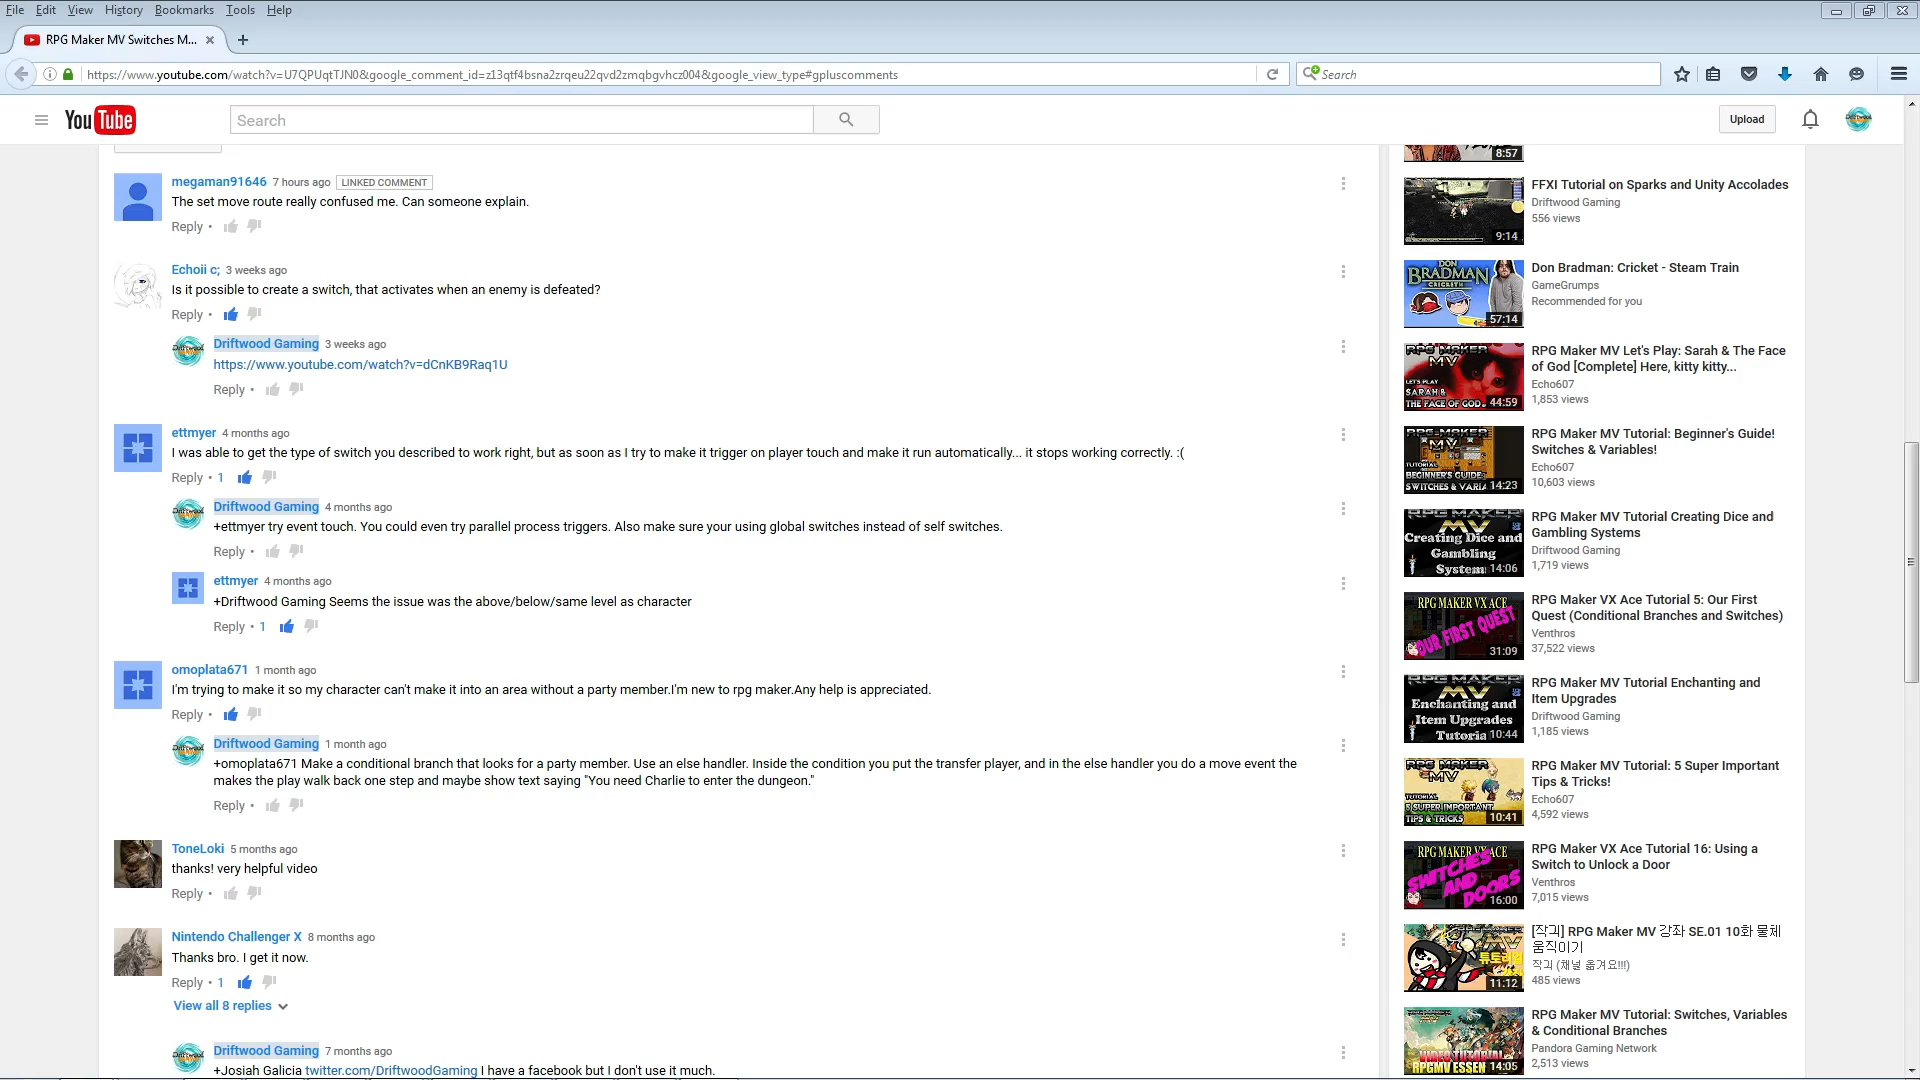 File Edit View History Bookmarks Tools Help
RPG Maker MV Switches M...
https://www.youtube.com/watch?v=U7QPUqtTJN0&google_comment_id=z13qtf4bsna2zrqeu22qvd2zmqbgvhcz004&google_view_type#gpluscomments
Search
YouTube
Search
Upload
megaman91646 7 hours ago LINKED COMMENT
The set move route really confused me. Can someone explain.
Reply •
Echoii c; 3 weeks ago
Is it possible to create a switch, that activates when an enemy is defeated?
Reply •
Driftwood Gaming 3 weeks ago
https://www.youtube.com/watch?v=dCnKB9Raq1U
Reply •
ettmyer 4 months ago
I was able to get the type of switch you described to work right, but as soon as I try to make it trigger on player touch and make it run automatically... it stops working correctly. :(
Reply • 1
Driftwood Gaming 4 months ago
+ettmyer try event touch. You could even try parallel process triggers. Also make sure your using global switches instead of self switches.
Reply •
ettmyer 4 months ago
+Driftwood Gaming Seems the issue was the above/below/same level as character
Reply • 1
omoplata671 1 month ago
I'm trying to make it so my character can't make it into an area without a party member.I'm new to rpg maker.Any help is appreciated.
Reply •
Driftwood Gaming 1 month ago
+omoplata671 Make a conditional branch that looks for a party member. Use an else handler. Inside the condition you put the transfer player, and in the else handler you do a move event the
makes the play walk back one step and maybe show text saying "You need Charlie to enter the dungeon."
Reply •
ToneLoki 5 months ago
thanks! very helpful video
Reply •
Nintendo Challenger X 8 months ago
Thanks bro. I get it now.
Reply • 1
View all 8 replies
Driftwood Gaming 7 months ago
+Josiah Galicia twitter.com/DriftwoodGaming I have a facebook but I don't use it much.
8:57
FFXI Tutorial on Sparks and Unity Accolades
Driftwood Gaming
556 views
9:14
DON
BRADMAN
CRICKET
57:14
Don Bradman: Cricket - Steam Train
GameGrumps
Recommended for you
RPG MAKER
MV
LET'S PLAY
SARAH &
THE FACE OF GOD
44:59
RPG Maker MV Let's Play: Sarah & The Face
of God [Complete] Here, kitty kitty...
Echo607
1,853 views
RPG MAKER
MV
TUTORIAL
BEGINNER'S GUIDE
SWITCHES & VARIA
14:23
RPG Maker MV Tutorial: Beginner's Guide!
Switches & Variables!
Echo607
10,603 views
RPG MAKER
MV
Creating Dice and
Gambling
System
14:06
RPG Maker MV Tutorial Creating Dice and
Gambling Systems
Driftwood Gaming
1,719 views
RPG MAKER VX ACE
OUR FIRST QUEST
31:09
RPG Maker VX Ace Tutorial 5: Our First
Quest (Conditional Branches and Switches)
Venthros
37,522 views
RPG MAKER
MV
Enchanting and
Item Upgrades
Tutoria
10:44
RPG Maker MV Tutorial Enchanting and
Item Upgrades
Driftwood Gaming
1,185 views
RPG MAKER
MV
TUTORIAL
5 SUPER IMPORTANT
TIPS & TRICKS
10:41
RPG Maker MV Tutorial: 5 Super Important
Tips & Tricks!
Echo607
4,592 views
RPG MAKER VX ACE
SWITCHES
AND
DOORS
16:00
RPG Maker VX Ace Tutorial 16: Using a
Switch to Unlock a Door
Venthros
7,015 views
MV
튜토리얼
11:12
[작긔] RPG Maker MV 강좌 SE.01 10화 물체
움직이기
작긔 (채널 옮겨요!!!)
485 views
VIDEO TUTORIAL
RPGMV ESSEN
14:05
RPG Maker MV Tutorial: Switches, Variables
& Conditional Branches
Pandora Gaming Network
2,513 views